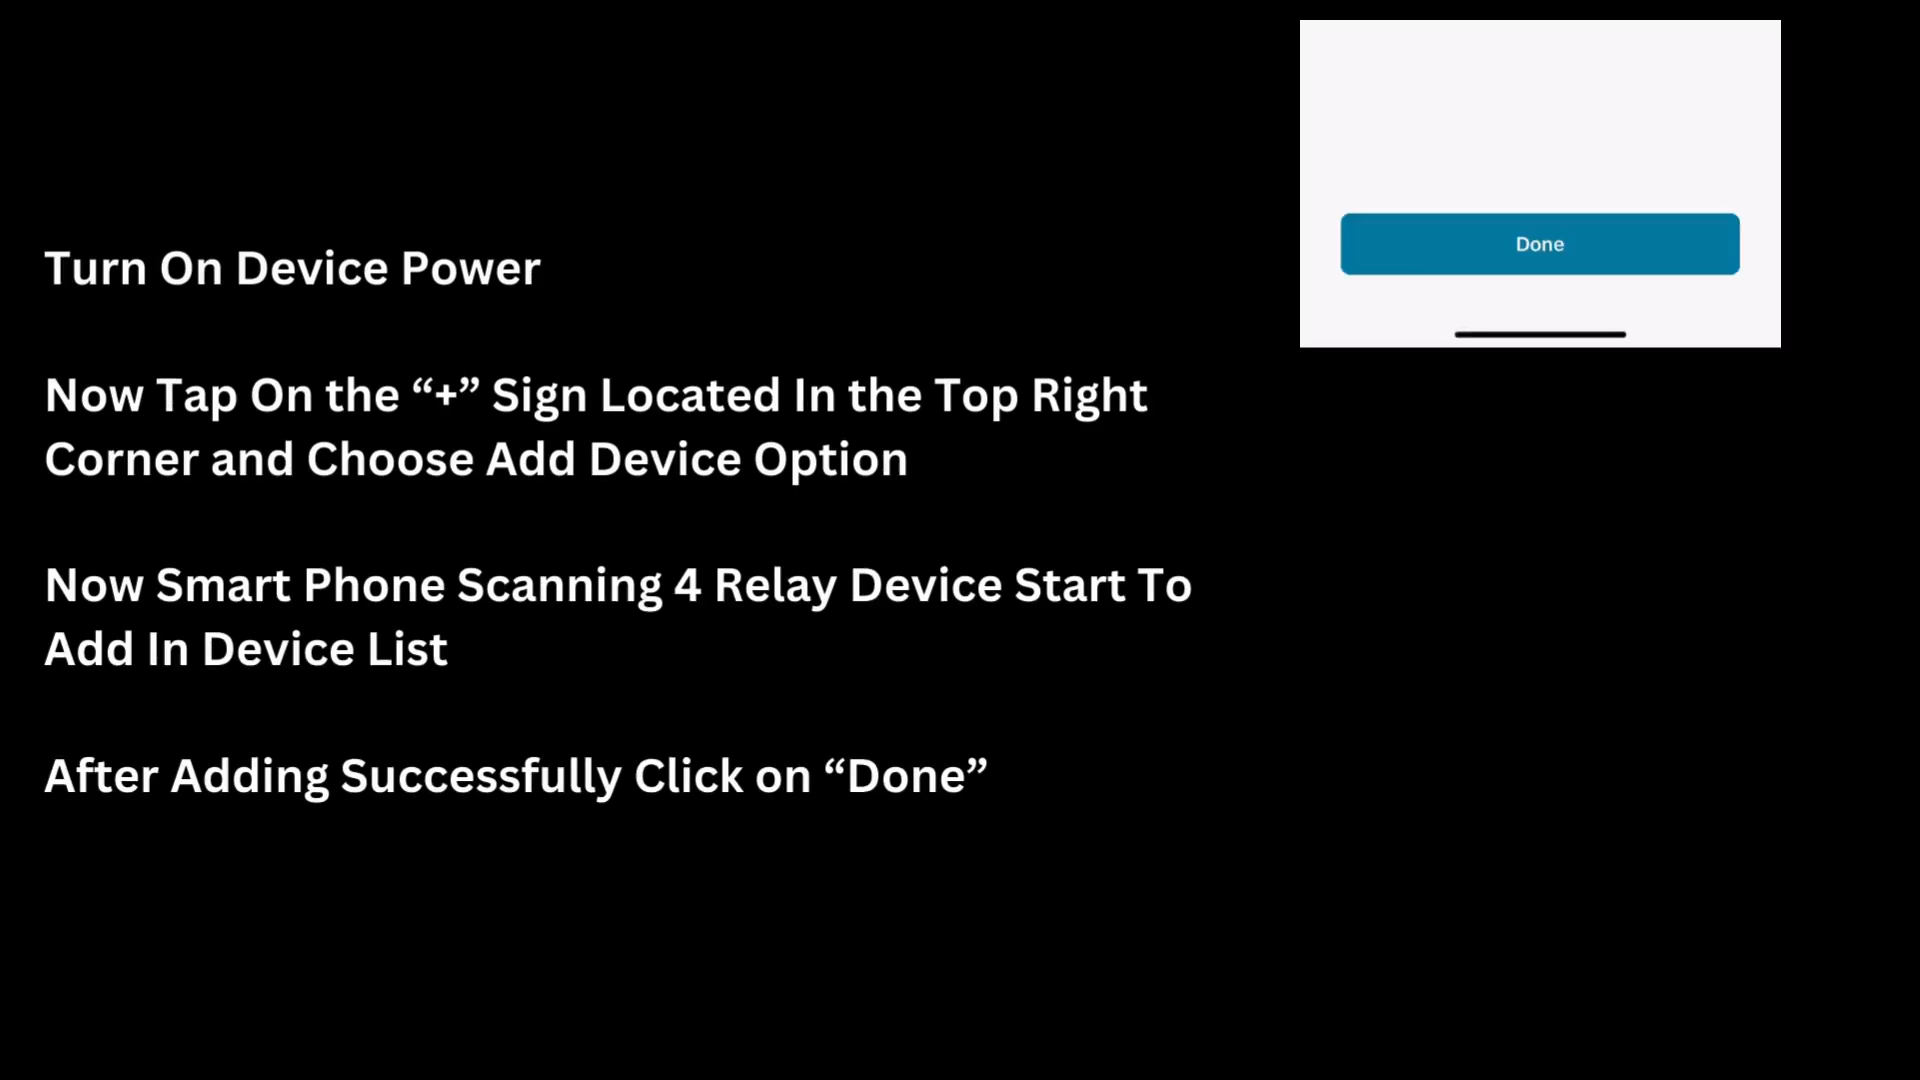 Done
Turn On Device Power
Now Tap On the “+” Sign Located In the Top Right
Corner and Choose Add Device Option
Now Smart Phone Scanning 4 Relay Device Start To
Add In Device List
After Adding Successfully Click on “Done”